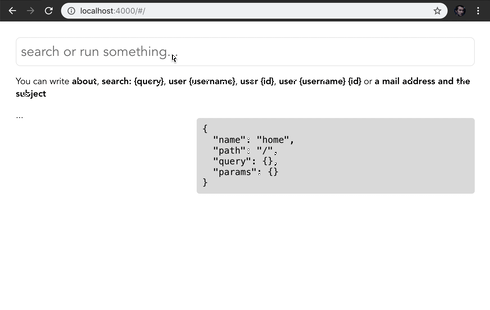 localhost:4000/#/
search or run something...
You can write about, search: {query}, user {username}, user {id}, user {username} {id} or a mail address and the
subject
...
{
"name": "home",
"path": "/",
"query": {},
"params": {}
}